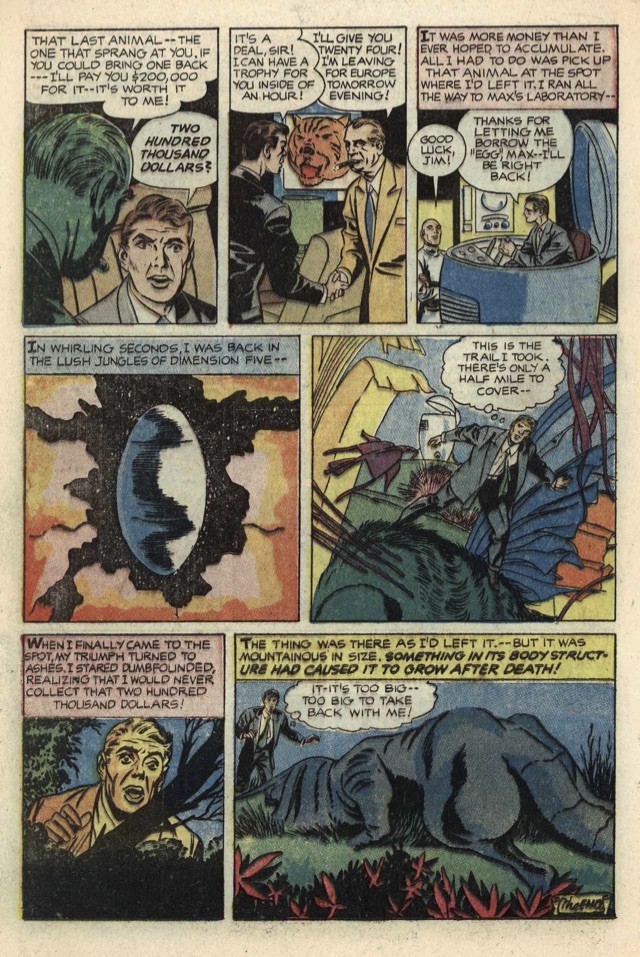 THAT LAST ANIMAL--THE
ONE THAT SPRANG AT YOU, IF
YOU COULD BRING ONE BACK
---I'LL PAY YOU $200,000
FOR IT--IT'S WORTH IT
TO ME!
TWO
HUNDRED
THOUSAND
DOLLARS?
IT'S A
DEAL, SIR!
I CAN HAVE A
TROPHY FOR
YOU INSIDE OF
AN HOUR!
I'LL GIVE YOU
TWENTY FOUR!
I'M LEAVING
FOR EUROPE
TOMORROW
EVENING!
IT WAS MORE MONEY THAN I
EVER HOPED TO ACCUMULATE.
ALL I HAD TO DO WAS PICK UP
THAT ANIMAL AT THE SPOT
WHERE I'D LEFT IT. I RAN ALL
THE WAY TO MAX'S LABORATORY--
GOOD
LUCK,
JIM!
THANKS FOR
LETTING ME
BORROW THE
"EGG", MAX--I'LL
BE RIGHT
BACK!
IN WHIRLING SECONDS, I WAS BACK IN
THE LUSH JUNGLES OF DIMENSION FIVE--
THIS IS THE
TRAIL I TOOK.
THERE'S ONLY A
HALF MILE TO
COVER--
WHEN I FINALLY CAME TO THE
SPOT, MY TRIUMPH TURNED TO
ASHES. I STARED DUMBFOUNDED,
REALIZING THAT I WOULD NEVER
COLLECT THAT TWO HUNDRED
THOUSAND DOLLARS!
THE THING WAS THERE AS I'D LEFT IT.--BUT IT WAS
MOUNTAINOUS IN SIZE. SOMETHING IN ITS BODY STRUCT-
URE HAD CAUSED IT TO GROW AFTER DEATH!
IT-IT'S TOO BIG--
TOO BIG TO TAKE
BACK WITH ME!
The END